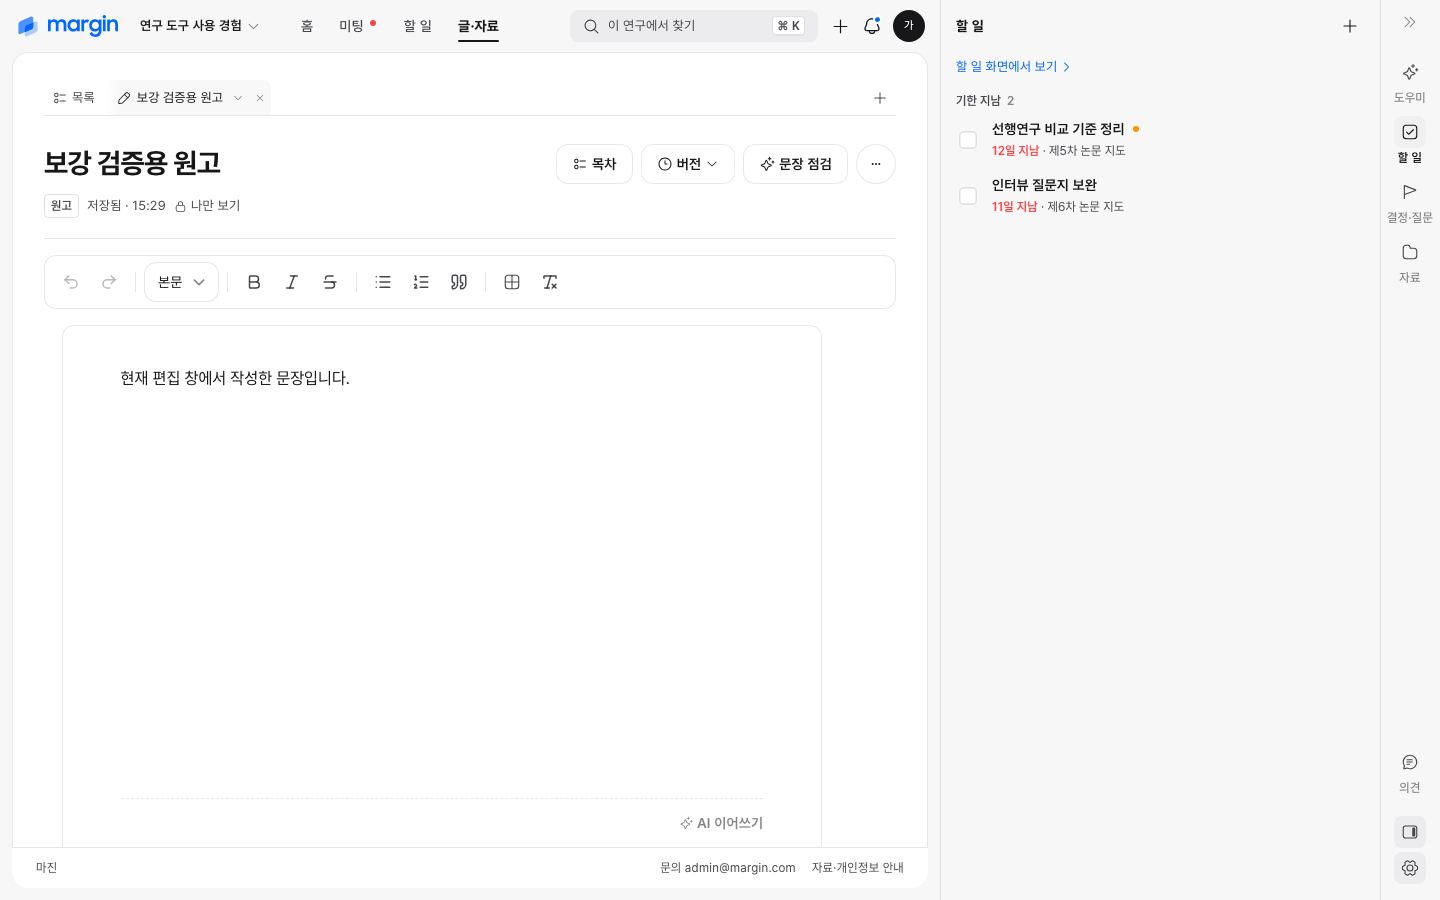 margin
연구 도구 사용 경험
홈
미팅
할 일
글·자료
이 연구에서 찾기
⌘ K
가
목록
보강 검증용 원고
보강 검증용 원고
목차
버전
문장 점검
원고
저장됨 · 15:29
나만 보기
본문
현재 편집 창에서 작성한 문장입니다.
AI 이어쓰기
마진
문의 admin@margin.com
자료·개인정보 안내
할 일
할 일 화면에서 보기
기한 지남 2
선행연구 비교 기준 정리
12일 지남 · 제5차 논문 지도
인터뷰 질문지 보완
11일 지남 · 제6차 논문 지도
도우미
할 일
결정·질문
자료
의견